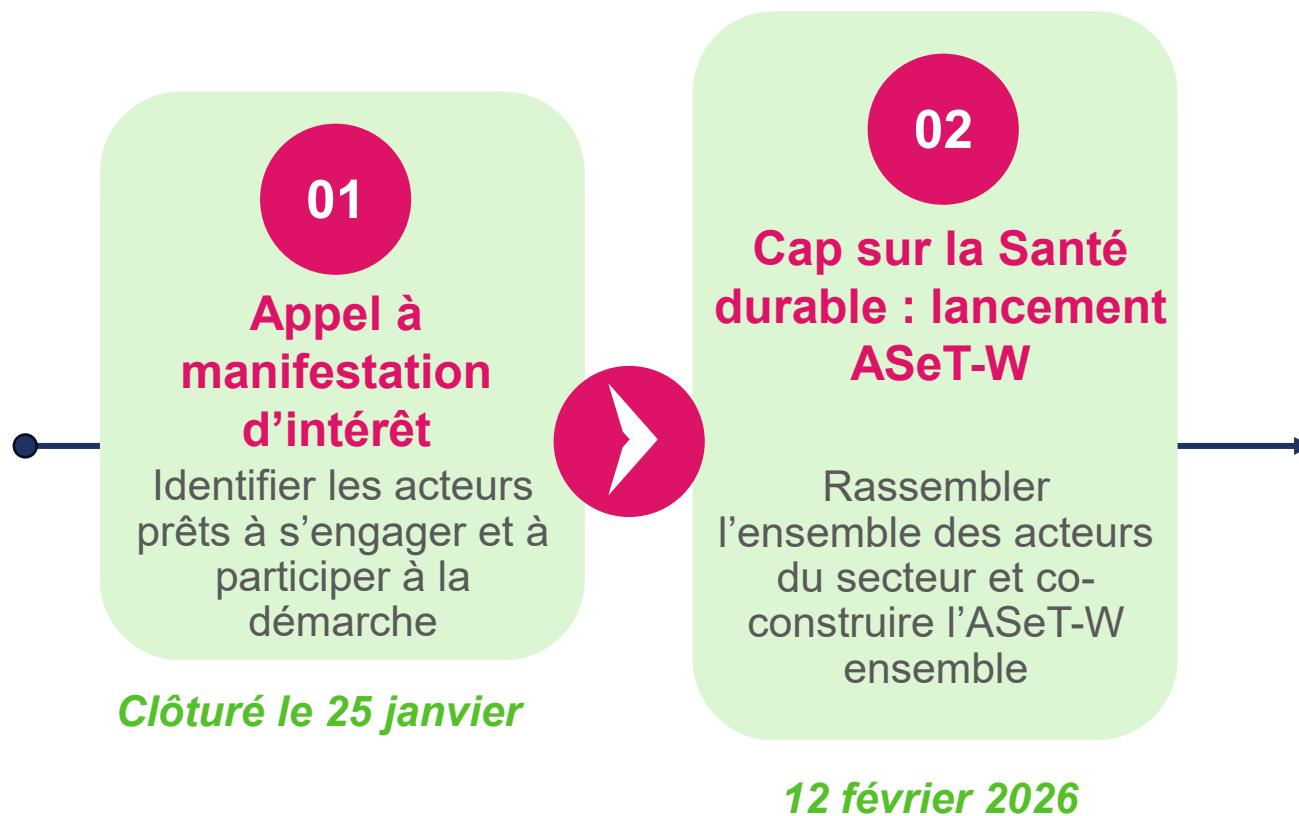 01
Appel à
manifestation
d’intérêt
Identifier les acteurs
prêts à s’engager et à
participer à la
démarche
Clôturé le 25 janvier
02
Cap sur la Santé
durable : lancement
ASeT-W
Rassembler
l’ensemble des acteurs
du secteur et co-
construire l’ASeT-W
ensemble
12 février 2026